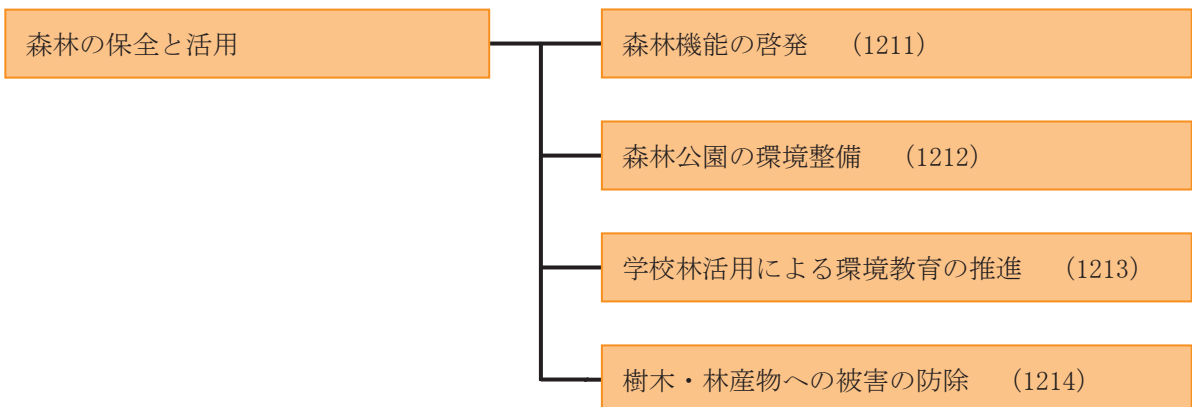 森林の保全と活用
森林機能の啓発　（1211）
森林公園の環境整備　（1212）
学校林活用による環境教育の推進　（1213）
樹木・林産物への被害の防除　（1214）